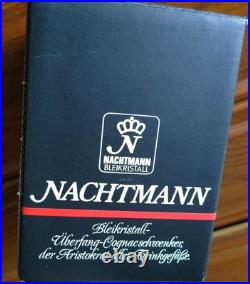 N
NACHTMANN
BLEIKRISTALL
NACHTMANN
Bleikristall-
Überfang-Cognacschwenker,
der Aristokrat der Trinkgefäße.